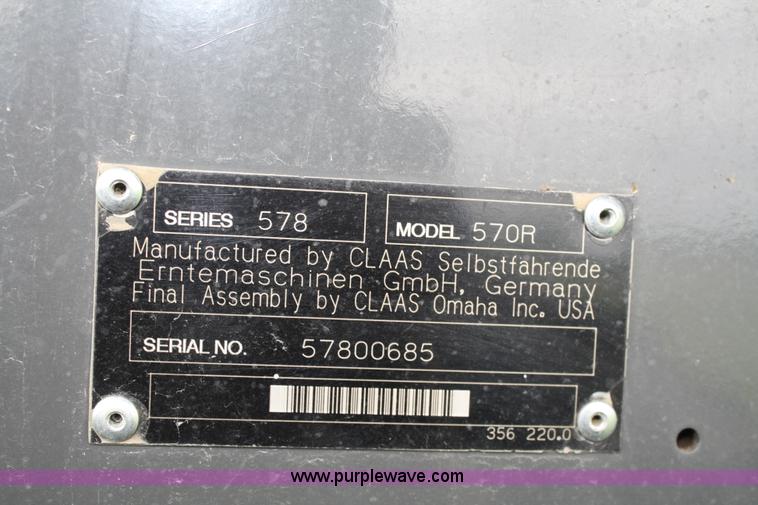 SERIES 578
MODEL 570R
Manufactured by CLAAS Selbstfahrende
Erntemaschinen GmbH, Germany
Final Assembly by CLAAS Omaha Inc. USA
SERIAL NO. 57800685
356 220.0
www.purplewave.com